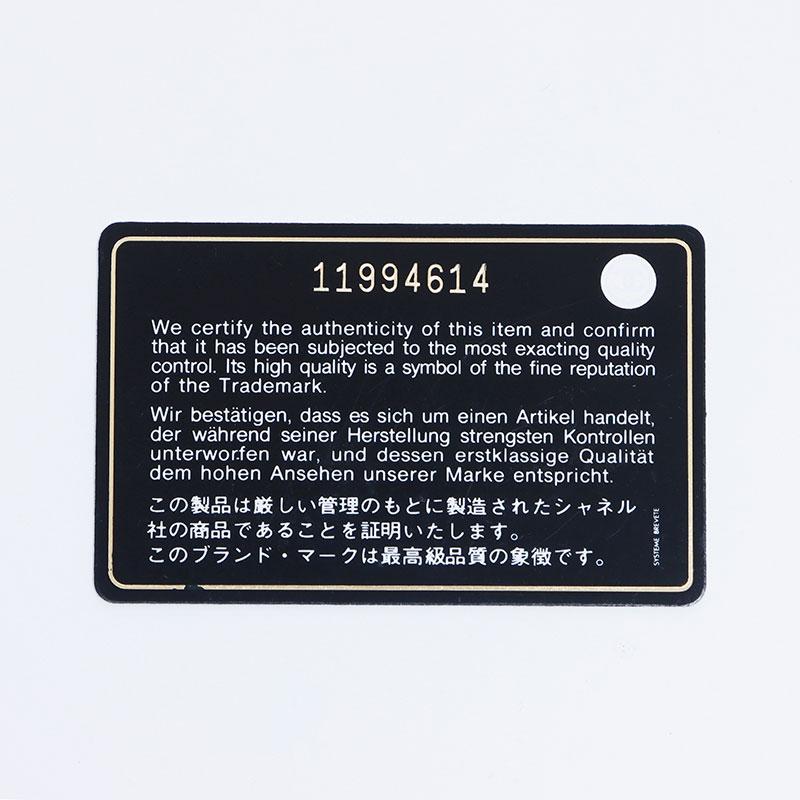 11994614
We certify the authenticity of this item and confirm
that it has been subjected to the most exacting quality
control. Its high quality is a symbol of the fine reputation
of the Trademark.
Wir bestätigen, dass es sich um einen Artikel handelt,
der während seiner Herstellung strengsten Kontrollen
unterworfen war, und dessen erstklassige Qualität
dem hohen Ansehen unserer Marke entspricht.
この製品は厳しい管理のもとに製造されたシャネル
社の商品であることを証明いたします。
このブランド・マークは最高級品質の象徴です。
SYSTEME BREVETE